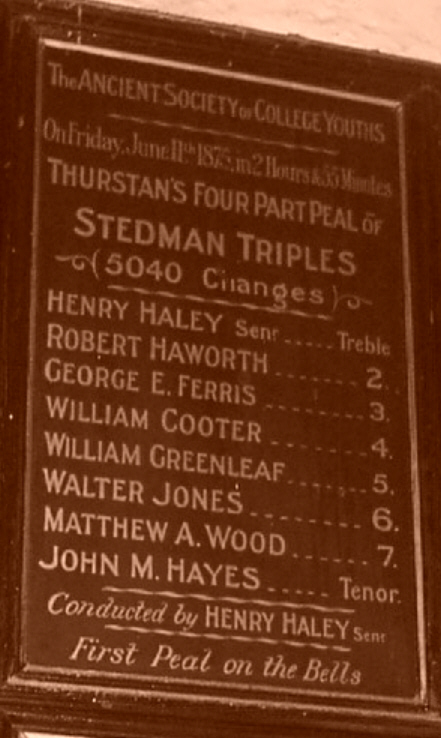 The ANCIENT SOCIETY of COLLEGE YOUTHS
On Friday, June 11th 1875, in 2 Hours & 55 Minutes
THURSTAN'S FOUR PART PEAL OF
STEDMAN TRIPLES
(5040 Changes)
HENRY HALEY Senr ..... Treble
ROBERT HAWORTH ....... 2.
GEORGE E. FERRIS ........ 3.
WILLIAM COOTER ........ 4.
WILLIAM GREENLEAF ...... 5.
WALTER JONES ......... 6.
MATTHEW A. WOOD ...... 7.
JOHN M. HAYES ..... Tenor.
Conducted by HENRY HALEY Senr
First Peal on the Bells